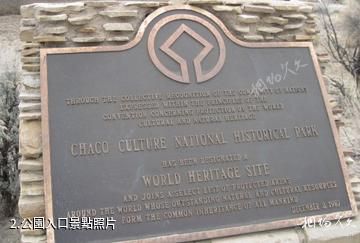 THROUGH THE COLLECTIVE RECOGNITION OF THE COMMUNITY OF NATIONS
EXPRESSED WITHIN THE PRINCIPLES OF THE
CONVENTION CONCERNING PROTECTION OF THE WORLD
CULTURAL AND NATURAL HERITAGE
CHACO CULTURE NATIONAL HISTORICAL PARK
HAS BEEN DESIGNATED A
WORLD HERITAGE SITE
AND JOINS A SELECT LIST OF PROTECTED AREAS
AROUND THE WORLD WHOSE OUTSTANDING NATURAL AND CULTURAL RESOURCES
FORM THE COMMON INHERITANCE OF ALL MANKIND
DECEMBER 8, 1987
2.公園入口景點照片